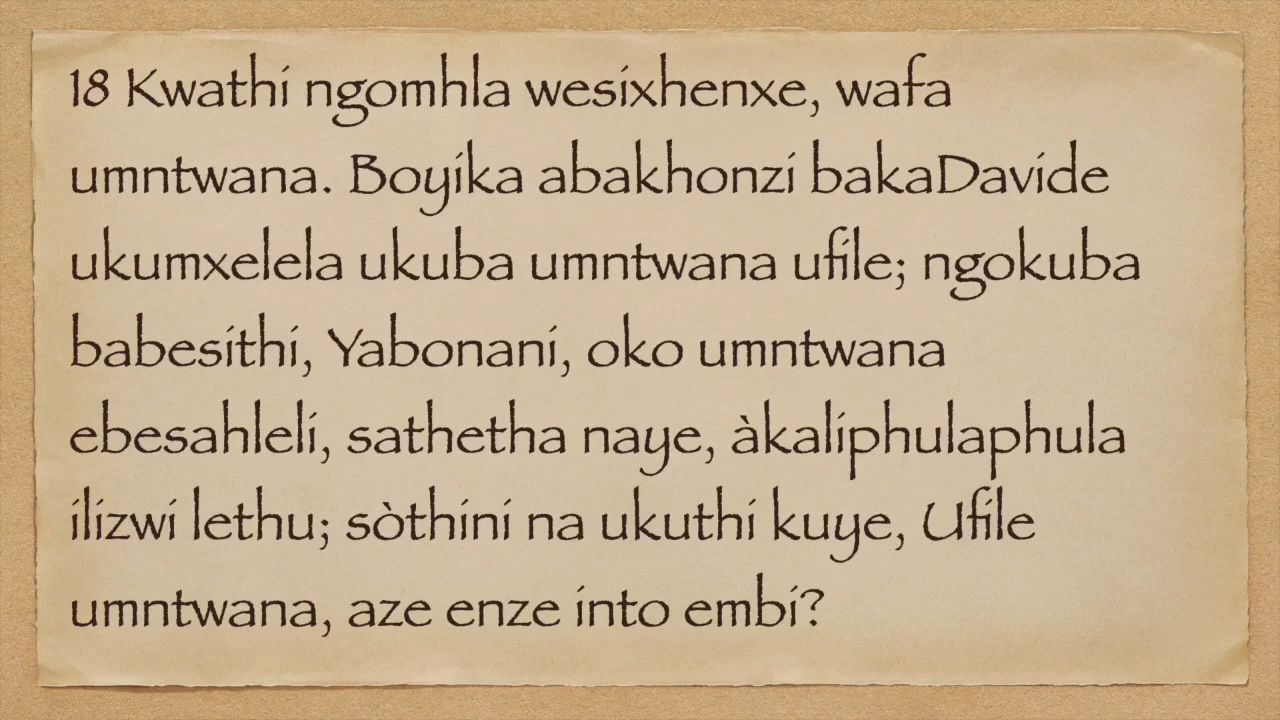 18 Kwathi ngomhla wesixhenxe, wafa
umntwana. Boyika abakhonzi bakaDavide
ukumxelela ukuba umntwana ufile; ngokuba
babesithi, Yabonani, oko umntwana
ebesahleli, sathetha naye, àkaliphulaphula
ilizwi lethu; sòthini na ukuthi kuye, Ufile
umntwana, aze enze into embi?